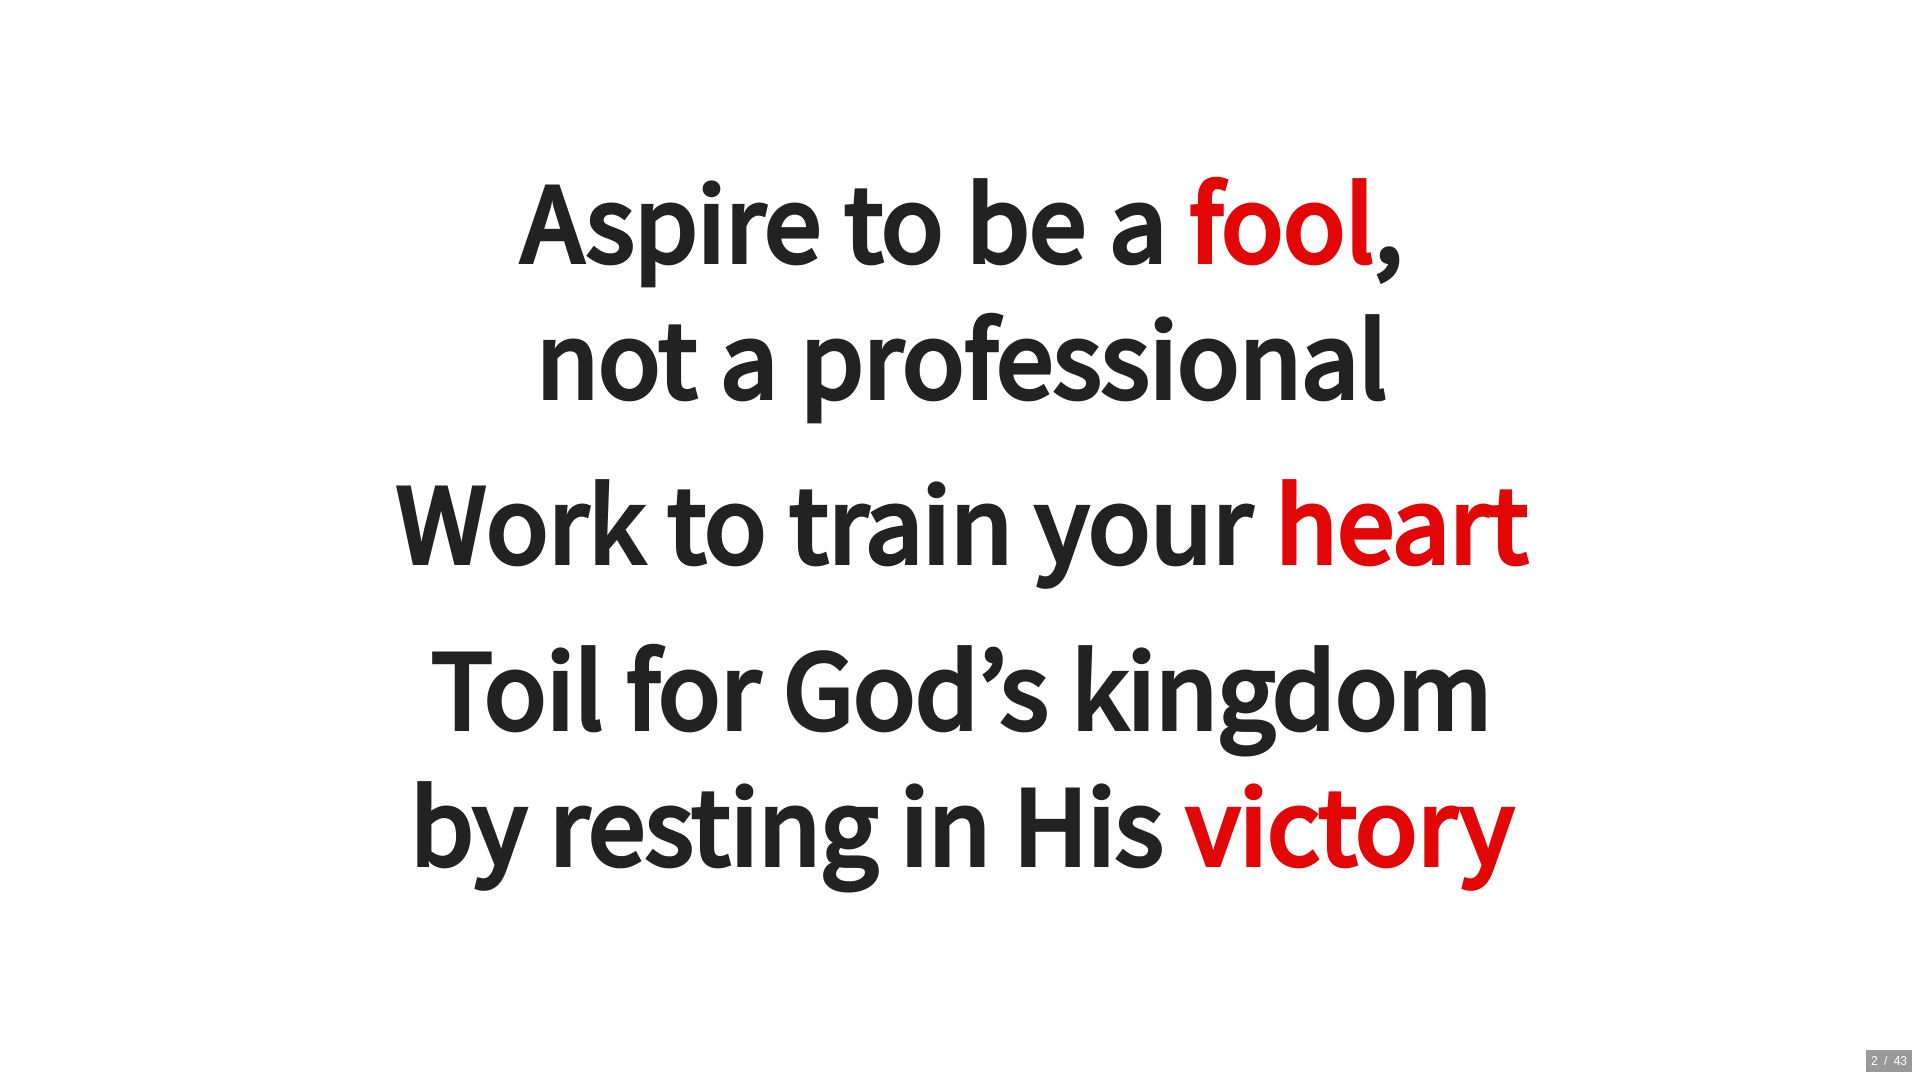 Aspire to be a fool,
not a professional
Work to train your heart
Toil for God’s kingdom
by resting in His victory
2 / 43